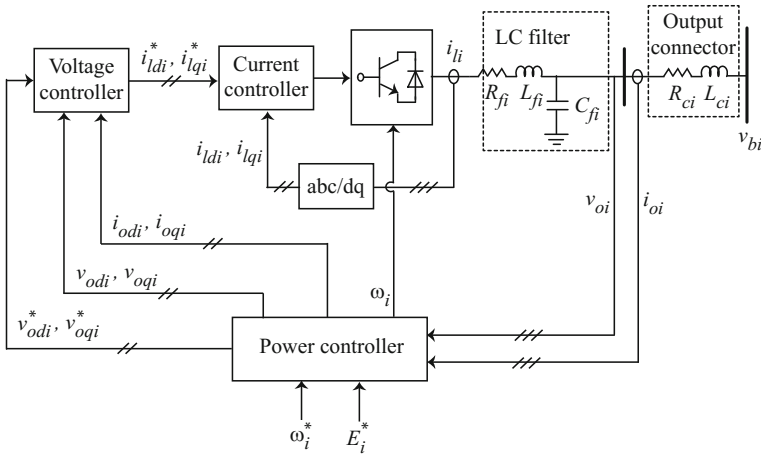 Voltage
controller
i*ldi, i*lqi
Current
controller
ili
LC filter
Rfi
Lfi
Cfi
Output
connector
Rci
Lci
vbi
ildi, ilqi
abc/dq
voi
ioi
iodi, ioqi
vodi, voqi
v*odi, v*oqi
ωi
Power controller
ω*i
E*i